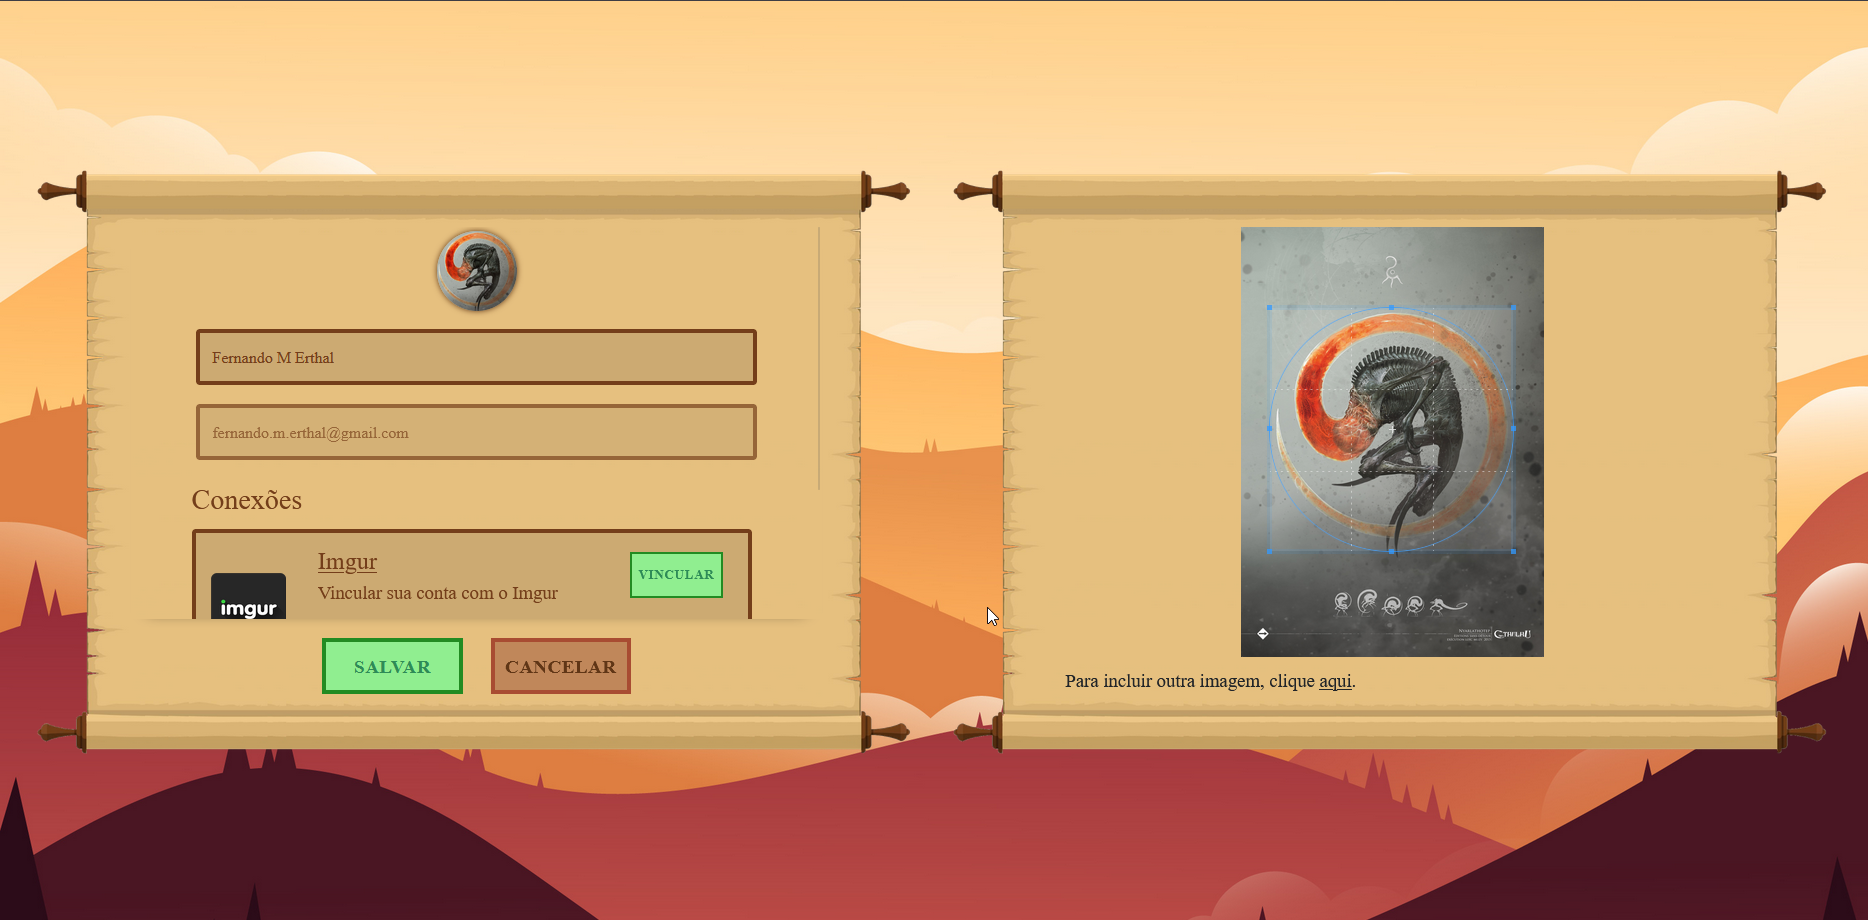 Fernando M Erthal
fernando.m.erthal@gmail.com
Conexões
Imgur
Vincular sua conta com o Imgur
VINCULAR
imgur
SALVAR
CANCELAR
Para incluir outra imagem, clique aqui.